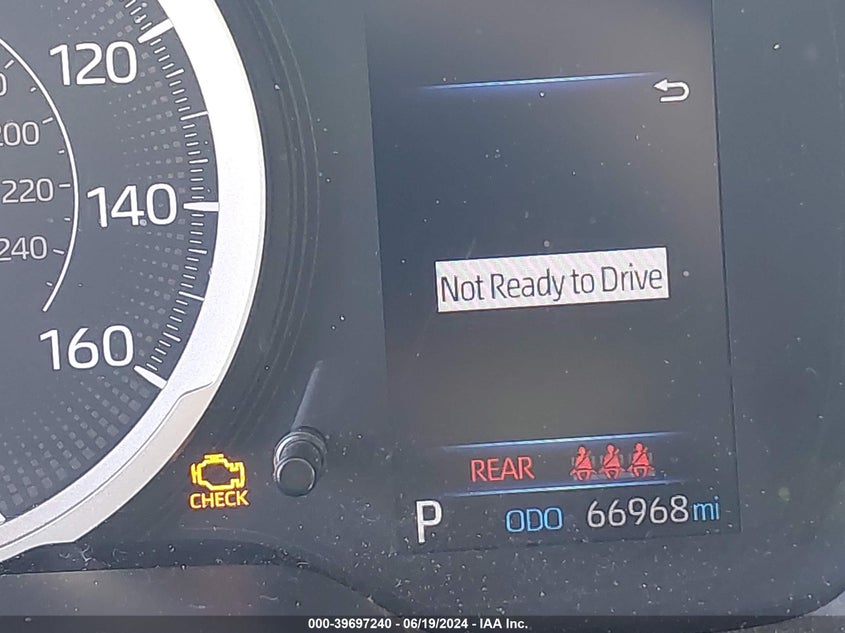 120
200
220
140
240
Not Ready to Drive
160
REAR
CHECK
P
ODO 66968 mi
000-39697240 - 06/19/2024 - IAA Inc.